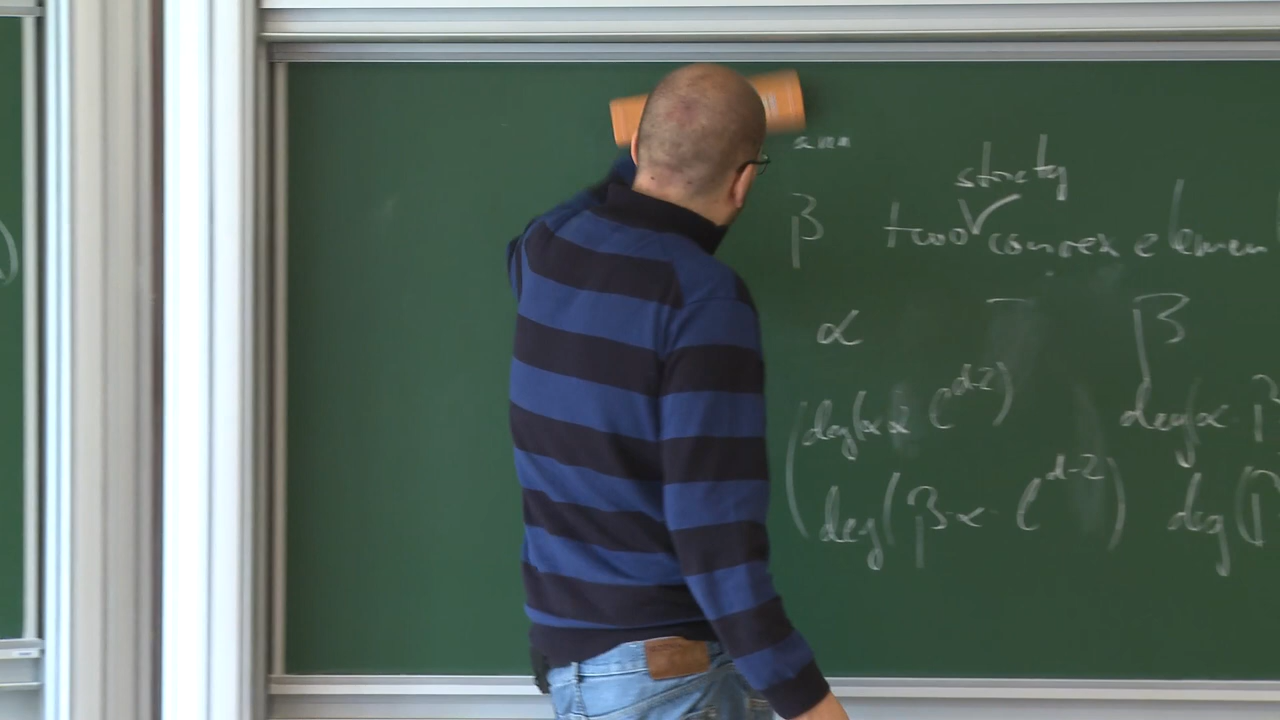 strictly
β two √ convex elemen
α β
(deg(α α ℓ^{d-2}) deg α β
(deg(β·α· ℓ^{d-2}) deg(β